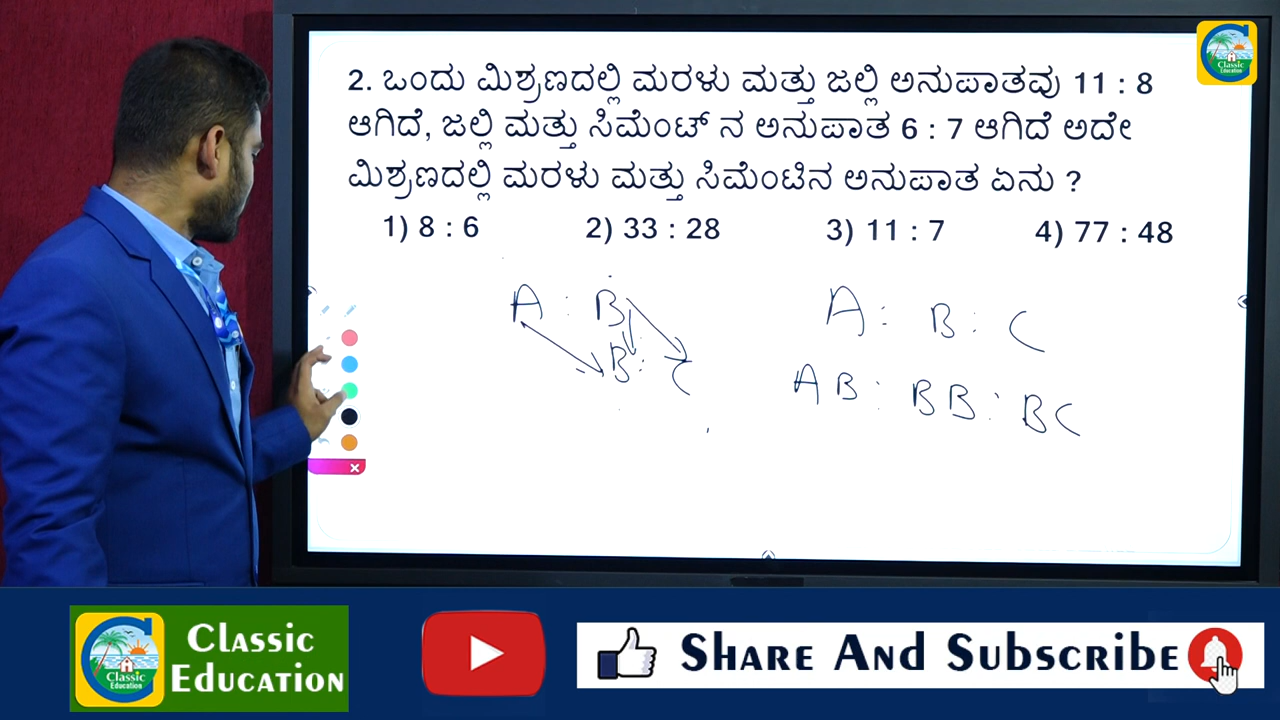 Classic
Education
2. ಒಂದು ಮಿಶ್ರಣದಲ್ಲಿ ಮರಳು ಮತ್ತು ಜಲ್ಲಿ ಅನುಪಾತವು 11 : 8
ಆಗಿದೆ, ಜಲ್ಲಿ ಮತ್ತು ಸಿಮೆಂಟ್ ನ ಅನುಪಾತ 6 : 7 ಆಗಿದೆ ಅದೇ
ಮಿಶ್ರಣದಲ್ಲಿ ಮರಳು ಮತ್ತು ಸಿಮೆಂಟಿನ ಅನುಪಾತ ಏನು ?
1) 8 : 6 2) 33 : 28 3) 11 : 7 4) 77 : 48
A : B
B : C
A : B : C
AB : BB : BC
Classic
Education
Classic
Education
Share And Subscribe